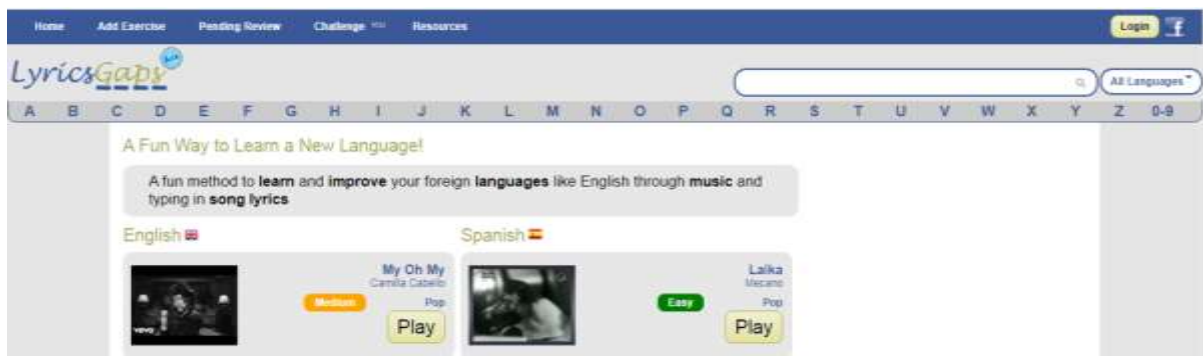 Home Add Exercise Pending Review Challenge Resources Login f
LyricsGaps
All Languages
A B C D E F G H I J K L M N O P Q R S T U V W X Y Z 0-9
A Fun Way to Learn a New Language!
A fun method to learn and improve your foreign languages like English through music and
typing in song lyrics
English Spanish
My Oh My
Camilla Cabello
Medium Pop
Play
vevo
Laika
Mecano
Easy Pop
Play